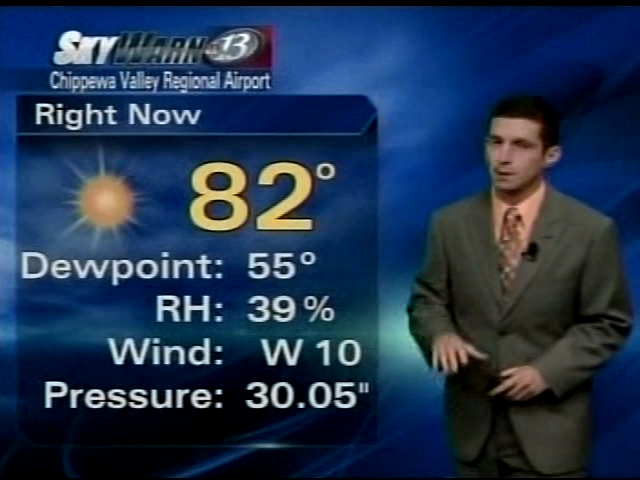 SKYWARN 13
Chippewa Valley Regional Airport
Right Now
82°
Dewpoint: 55°
RH: 39%
Wind: W 10
Pressure: 30.05"